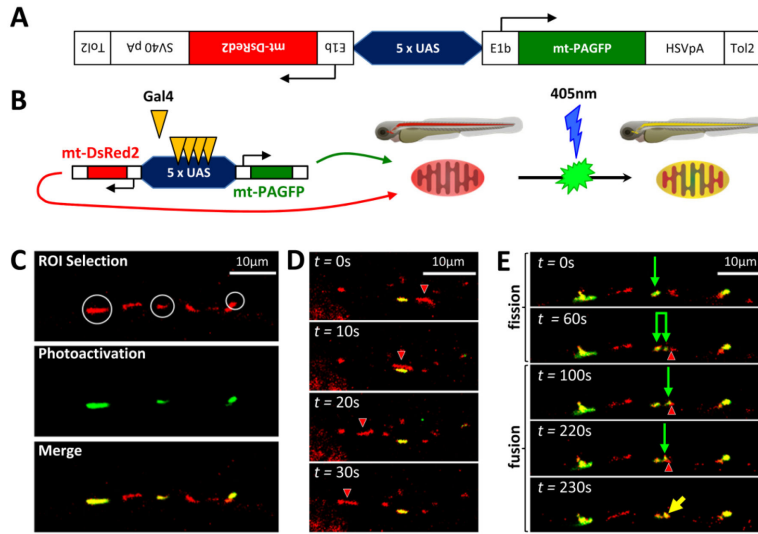 A
Tol2 SV40 pA mt-DsRed2 E1b 5 x UAS E1b mt-PAGFP HSVpA Tol2
B
Gal4
405nm
mt-DsRed2
5 x UAS
mt-PAGFP
C
ROI Selection
10µm
Photoactivation
Merge
D
t = 0s
10µm
t = 10s
t = 20s
t = 30s
E
t = 0s
10µm
t = 60s
t = 100s
t = 220s
t = 230s
fission
fusion